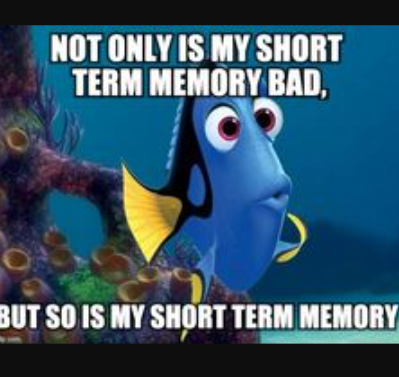 NOT ONLY IS MY SHORT
TERM MEMORY BAD,
BUT SO IS MY SHORT TERM MEMORY